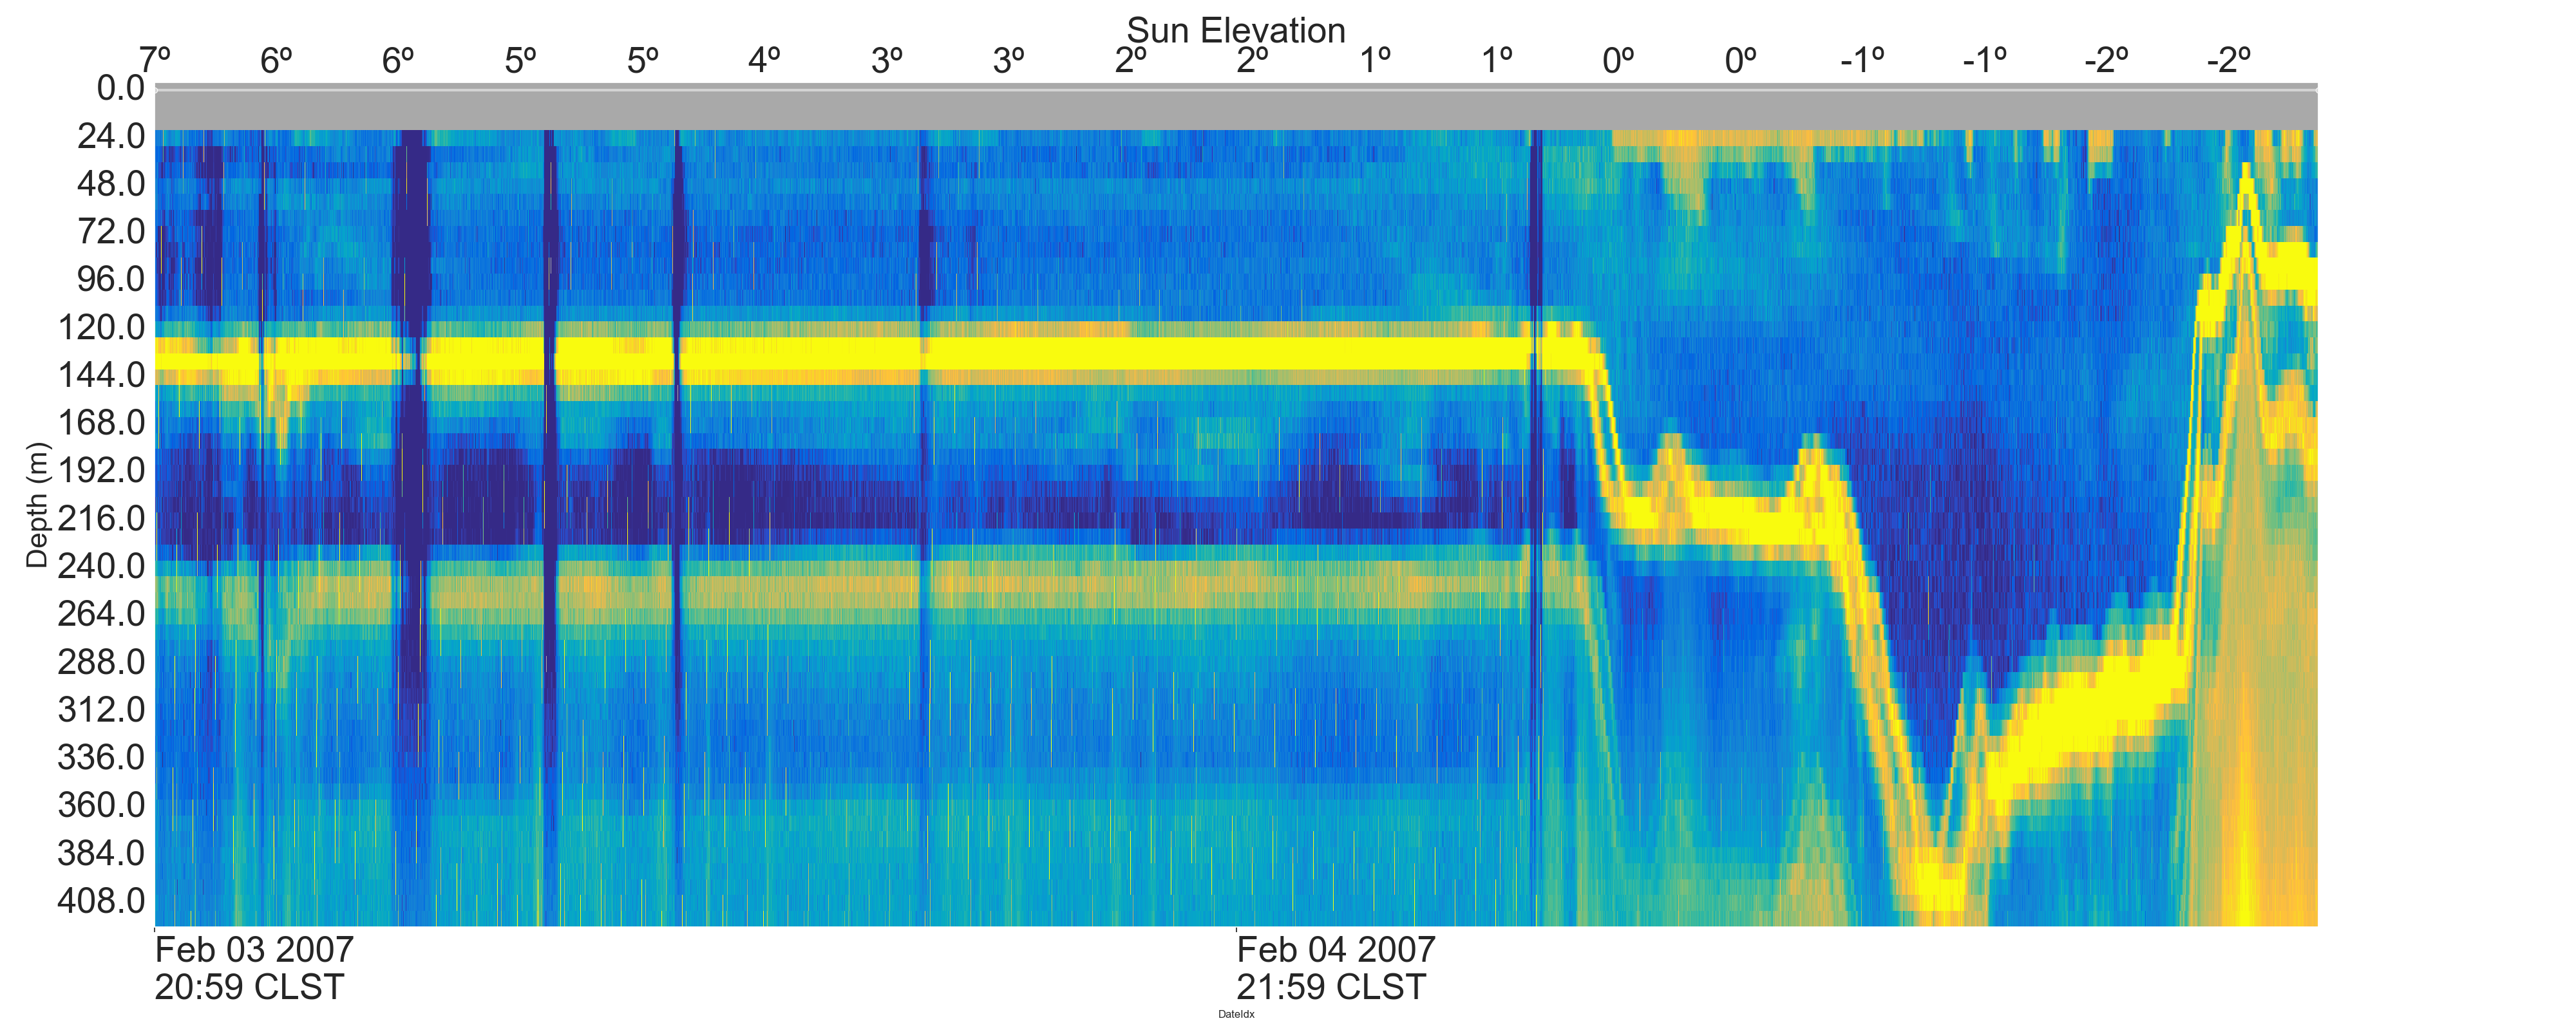 Sun Elevation
7º 6º 6º 5º 5º 4º 3º 3º 2º 2º 1º 1º 0º 0º -1º -1º -2º -2º
0.0
24.0
48.0
72.0
96.0
120.0
144.0
168.0
192.0
216.0
240.0
264.0
288.0
312.0
336.0
360.0
384.0
408.0
Depth (m)
Feb 03 2007
20:59 CLST
Feb 04 2007
21:59 CLST
DateIdx